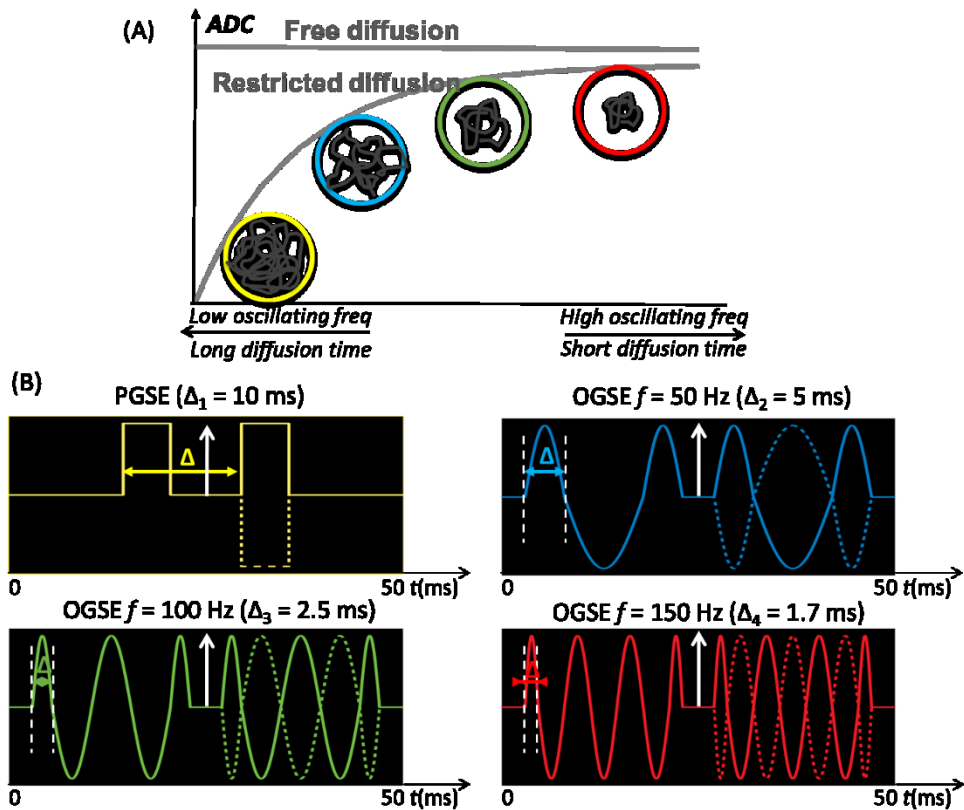 (A)
ADC
Free diffusion
Restricted diffusion
Low oscillating freq
High oscillating freq
Long diffusion time
Short diffusion time
(B)
PGSE (Δ₁ = 10 ms)
OGSE f = 50 Hz (Δ₂ = 5 ms)
Δ
Δ
0
50 t(ms)
0
50 t(ms)
OGSE f = 100 Hz (Δ₃ = 2.5 ms)
OGSE f = 150 Hz (Δ₄ = 1.7 ms)
Δ
Δ
0
50 t(ms)
0
50 t(ms)